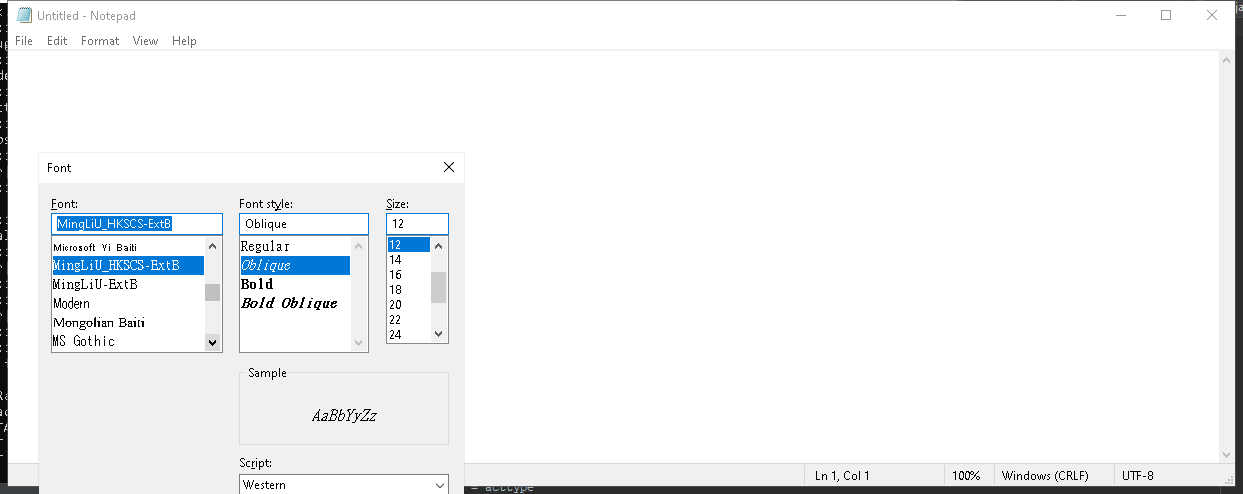 Untitled - Notepad
File Edit Format View Help
Font
Font: Font style: Size:
MingLiU_HKSCS-ExtB Oblique 12
Microsoft Yi Baiti Regular 12
MingLiU_HKSCS-ExtB Oblique 14
MingLiU-ExtB Bold 16
Modern Bold Oblique 18
Mongolian Baiti 20
MS Gothic 22
24
Sample
AaBbYyZz
Script:
Western
Ln 1, Col 1 100% Windows (CRLF) UTF-8
= acttype